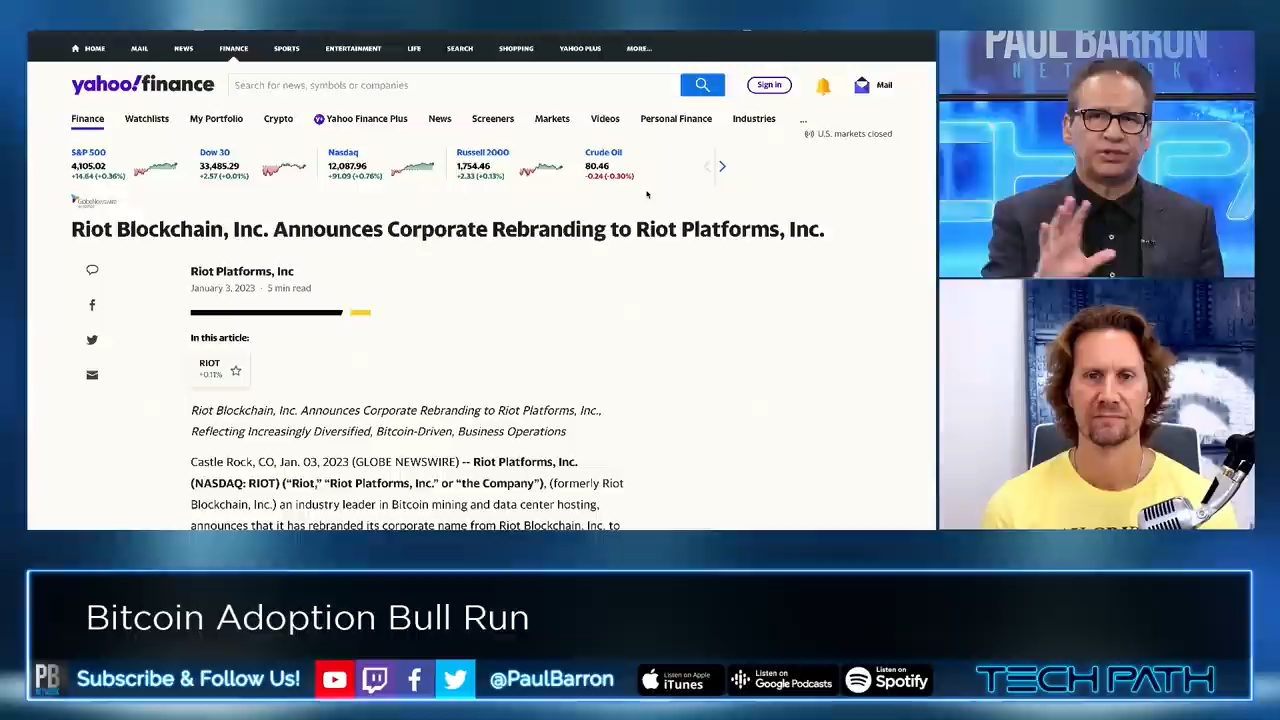 HOME MAIL NEWS FINANCE SPORTS ENTERTAINMENT LIFE SEARCH SHOPPING YAHOO PLUS MORE...
yahoo!finance
Search for news, symbols or companies
Sign in
Mail
Finance Watchlists My Portfolio Crypto Yahoo Finance Plus News Screeners Markets Videos Personal Finance Industries ...
U.S. markets closed
S&P 500
4,105.02
+14.64 (+0.36%)
Dow 30
33,485.29
+2.57 (+0.01%)
Nasdaq
12,087.96
+91.09 (+0.76%)
Russell 2000
1,754.46
+2.33 (+0.13%)
Crude Oil
80.46
-0.24 (-0.30%)
GlobeNewswire
Riot Blockchain, Inc. Announces Corporate Rebranding to Riot Platforms, Inc.
Riot Platforms, Inc
January 3, 2023 · 5 min read
In this article:
RIOT
+0.11%
Riot Blockchain, Inc. Announces Corporate Rebranding to Riot Platforms, Inc.,
Reflecting Increasingly Diversified, Bitcoin-Driven, Business Operations
Castle Rock, CO, Jan. 03, 2023 (GLOBE NEWSWIRE) -- Riot Platforms, Inc.
(NASDAQ: RIOT) (“Riot,” “Riot Platforms, Inc.” or “the Company”), (formerly Riot
Blockchain, Inc.) an industry leader in Bitcoin mining and data center hosting,
announces that it has rebranded its corporate name from Riot Blockchain, Inc. to
PAUL BARRON
NETWORK
Bitcoin Adoption Bull Run
PB
NETWORK
Subscribe & Follow Us!
@PaulBarron
Listen on Apple
iTunes
Listen on
Google Podcasts
Listen on
Spotify
TECH PATH